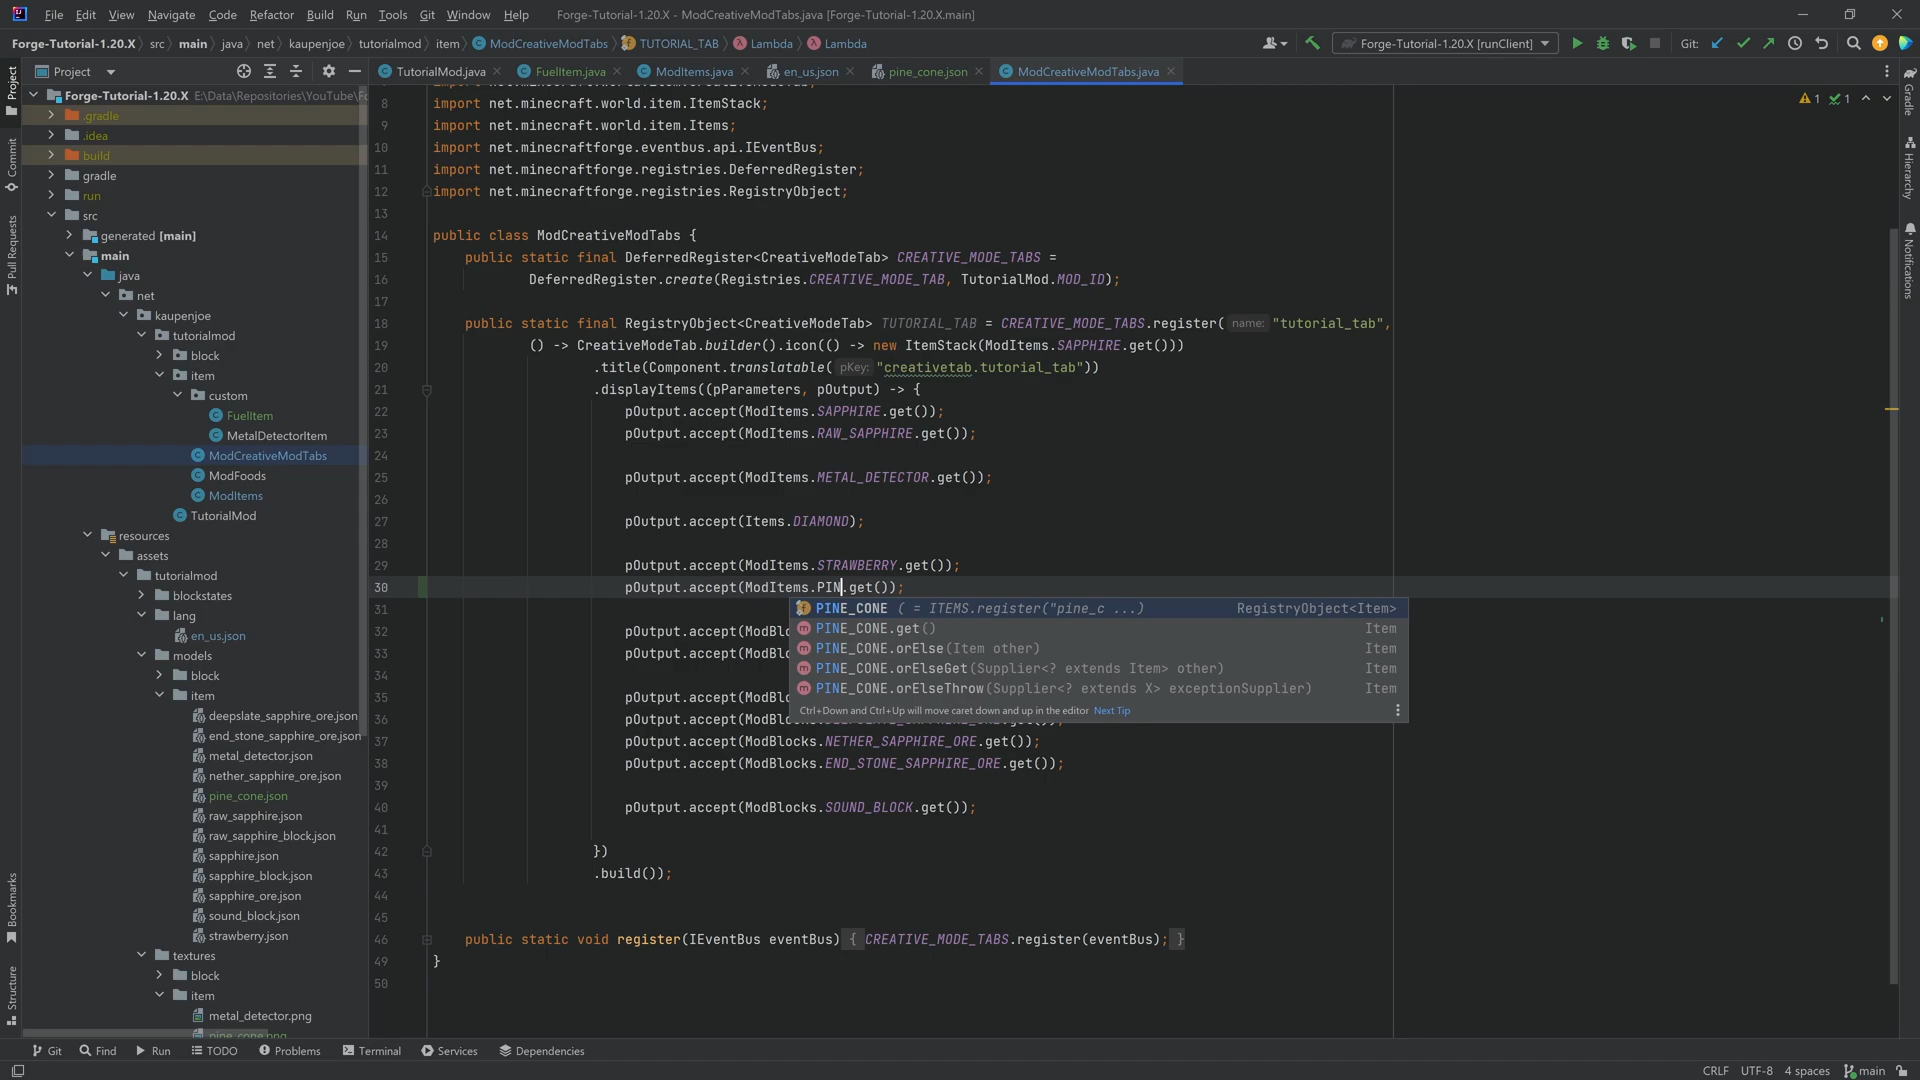 File Edit View Navigate Code Refactor Build Run Tools Git Window Help Forge-Tutorial-1.20.X - ModCreativeModTabs.java [Forge-Tutorial-1.20.X.main]
Forge-Tutorial-1.20.X src main java net kaupenjoe tutorialmod item ModCreativeModTabs TUTORIAL_TAB Lambda Lambda Forge-Tutorial-1.20.X [runClient] Git:
Project TutorialMod.java FuelItem.java ModItems.java en_us.json pine_cone.json ModCreativeModTabs.java
Project
Commit
Pull Requests
Bookmarks
Structure
Forge-Tutorial-1.20.X E:\Data\Repositories\YouTube\Fo
.gradle
.idea
build
gradle
run
src
generated [main]
main
java
net
kaupenjoe
tutorialmod
block
item
custom
FuelItem
MetalDetectorItem
ModCreativeModTabs
ModFoods
ModItems
TutorialMod
resources
assets
tutorialmod
blockstates
lang
en_us.json
models
block
item
deepslate_sapphire_ore.json
end_stone_sapphire_ore.json
metal_detector.json
nether_sapphire_ore.json
pine_cone.json
raw_sapphire.json
raw_sapphire_block.json
sapphire.json
sapphire_block.json
sapphire_ore.json
sound_block.json
strawberry.json
textures
block
item
metal_detector.png
pine_cone.png
8 import net.minecraft.world.item.ItemStack;
9 import net.minecraft.world.item.Items;
10 import net.minecraftforge.eventbus.api.IEventBus;
11 import net.minecraftforge.registries.DeferredRegister;
12 import net.minecraftforge.registries.RegistryObject;
13
14 public class ModCreativeModTabs {
15 public static final DeferredRegister<CreativeModeTab> CREATIVE_MODE_TABS =
16 DeferredRegister.create(Registries.CREATIVE_MODE_TAB, TutorialMod.MOD_ID);
17
18 public static final RegistryObject<CreativeModeTab> TUTORIAL_TAB = CREATIVE_MODE_TABS.register( name: "tutorial_tab",
19 () -> CreativeModeTab.builder().icon(() -> new ItemStack(ModItems.SAPPHIRE.get()))
20 .title(Component.translatable( pKey: "creativetab.tutorial_tab"))
21 .displayItems((pParameters, pOutput) -> {
22 pOutput.accept(ModItems.SAPPHIRE.get());
23 pOutput.accept(ModItems.RAW_SAPPHIRE.get());
24
25 pOutput.accept(ModItems.METAL_DETECTOR.get());
26
27 pOutput.accept(Items.DIAMOND);
28
29 pOutput.accept(ModItems.STRAWBERRY.get());
30 pOutput.accept(ModItems.PIN.get());
31
32 pOutput.accept(ModBlo
33 pOutput.accept(ModBlo
34
35 pOutput.accept(ModBlo
36
37 pOutput.accept(ModBlocks.NETHER_SAPPHIRE_ORE.get());
38 pOutput.accept(ModBlocks.END_STONE_SAPPHIRE_ORE.get());
39
40 pOutput.accept(ModBlocks.SOUND_BLOCK.get());
41
42 })
43 .build());
44
45
46 public static void register(IEventBus eventBus) { CREATIVE_MODE_TABS.register(eventBus); }
49 }
50
PINE_CONE ( = ITEMS.register("pine_c ...) RegistryObject<Item>
PINE_CONE.get() Item
PINE_CONE.orElse(Item other) Item
PINE_CONE.orElseGet(Supplier<? extends Item> other) Item
PINE_CONE.orElseThrow(Supplier<? extends X> exceptionSupplier) Item
Ctrl+Down and Ctrl+Up will move caret down and up in the editor Next Tip
1 1
Gradle
Hierarchy
Notifications
Git Find Run TODO Problems Terminal Services Dependencies
CRLF UTF-8 4 spaces main